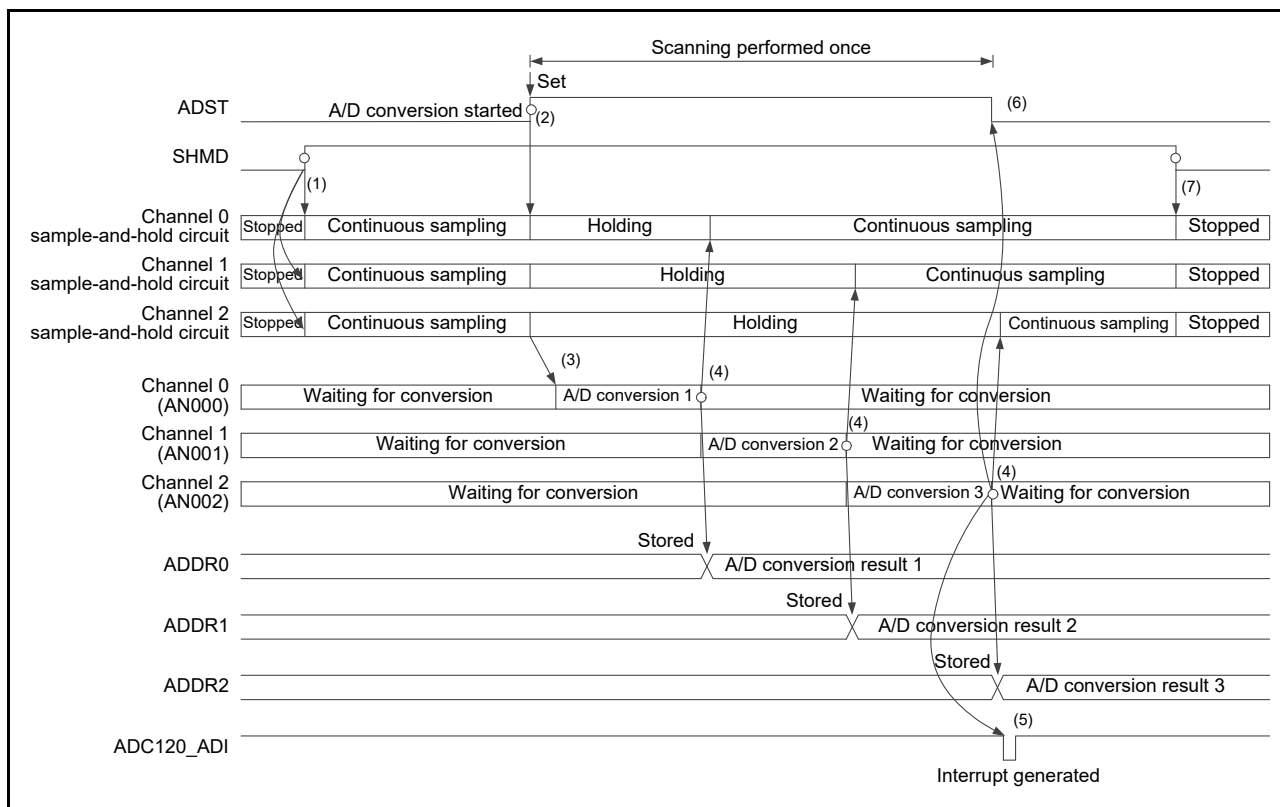 Scanning performed once
Set
ADST
A/D conversion started
(2)
(6)
SHMD
(1)
(7)
Channel 0
sample-and-hold circuit
Stopped
Continuous sampling
Holding
Continuous sampling
Stopped
Channel 1
sample-and-hold circuit
Stopped
Continuous sampling
Holding
Continuous sampling
Stopped
Channel 2
sample-and-hold circuit
Stopped
Continuous sampling
Holding
Continuous sampling
Stopped
(3)
Channel 0
(AN000)
Waiting for conversion
A/D conversion 1
(4)
Waiting for conversion
Channel 1
(AN001)
Waiting for conversion
A/D conversion 2
(4)
Waiting for conversion
Channel 2
(AN002)
Waiting for conversion
A/D conversion 3
(4)
Waiting for conversion
Stored
ADDR0
A/D conversion result 1
Stored
ADDR1
A/D conversion result 2
Stored
ADDR2
A/D conversion result 3
(5)
ADC120_ADI
Interrupt generated